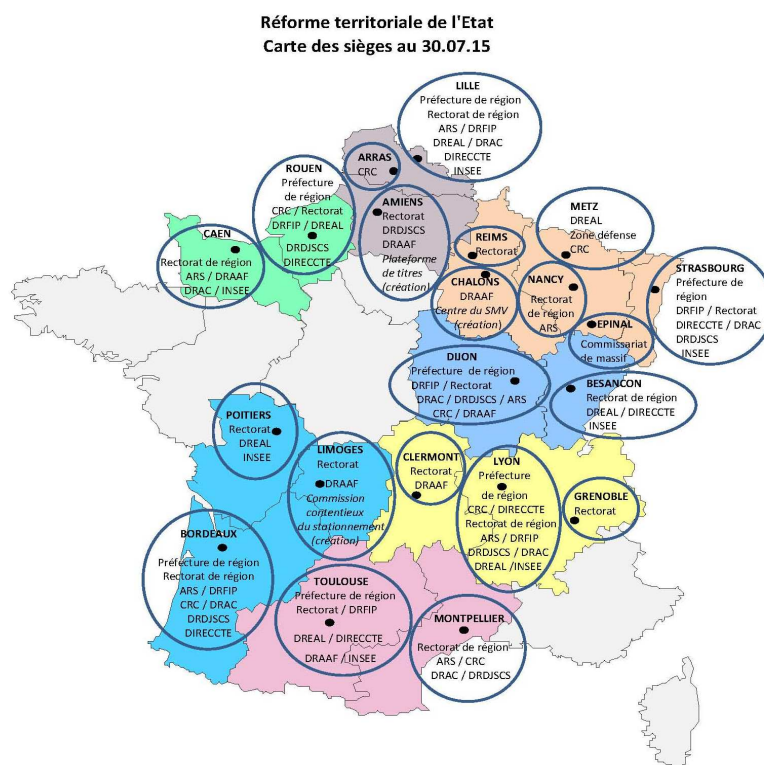 Réforme territoriale de l'Etat
Carte des sièges au 30.07.15
LILLE
Préfecture de région
Rectorat de région
ARS / DRFIP
DREAL / DRAC
DIRECCTE
INSEE
ARRAS
CRC
ROUEN
Préfecture
de région
CRC / Rectorat
DRFIP / DREAL
DRDJSCS
DIRECCTE
AMIENS
Rectorat
DRDJSCS
DRAAF
Plateforme
de titres
(création)
CAEN
Rectorat de région
ARS / DRAAF
DRAC / INSEE
METZ
DREAL
Zone défense
CRC
REIMS
Rectorat
CHALONS
DRAAF
Centre du SMV
(création)
NANCY
Rectorat
de région
ARS
STRASBOURG
Préfecture de
région
DRFIP / Rectorat
DIRECCTE / DRAC
DRDJSCS
INSEE
EPINAL
Commissariat
de massif
DIJON
Préfecture de région
DRFIP / Rectorat
DRAC / DRDJSCS / ARS
CRC / DRAAF
BESANCON
Rectorat de région
DREAL / DIRECCTE
INSEE
POITIERS
Rectorat
DREAL
INSEE
LIMOGES
Rectorat
DRAAF
Commission
contentieux
du stationnement
(création)
CLERMONT
Rectorat
DRAAF
LYON
Préfecture
de région
CRC / DIRECCTE
Rectorat de région
ARS / DRFIP
DRDJSCS / DRAC
DREAL /INSEE
GRENOBLE
Rectorat
BORDEAUX
Préfecture de région
Rectorat de région
ARS / DRFIP
CRC / DRAC
DRDJSCS
DIRECCTE
TOULOUSE
Préfecture de région
Rectorat / DRFIP
DREAL / DIRECCTE
DRAAF / INSEE
MONTPELLIER
Rectorat de région
ARS / CRC
DRAC / DRDJSCS